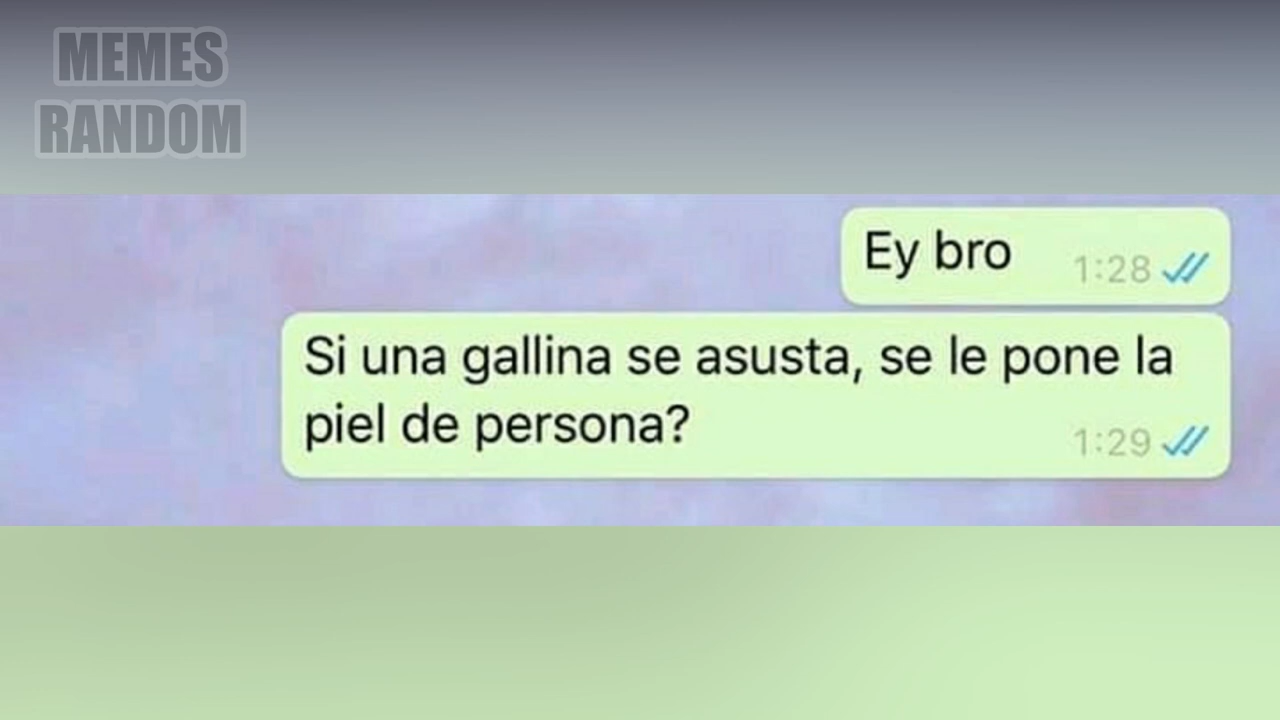 MEMES
RANDOM
Ey bro 1:28
Si una gallina se asusta, se le pone la
piel de persona? 1:29